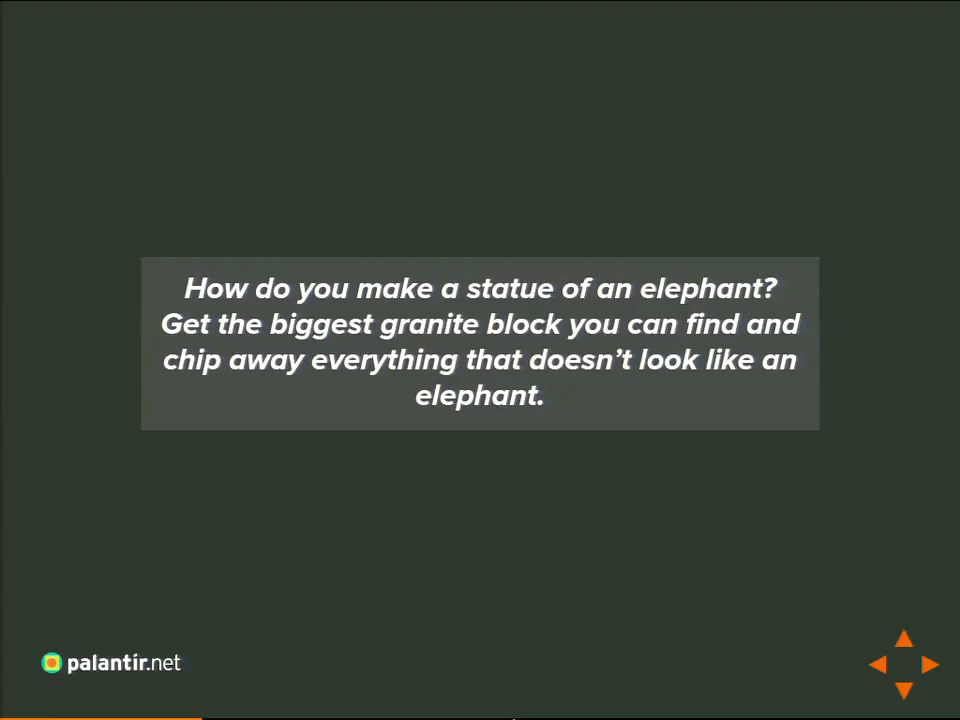 How do you make a statue of an elephant?
Get the biggest granite block you can find and
chip away everything that doesn’t look like an
elephant.
palantir.net